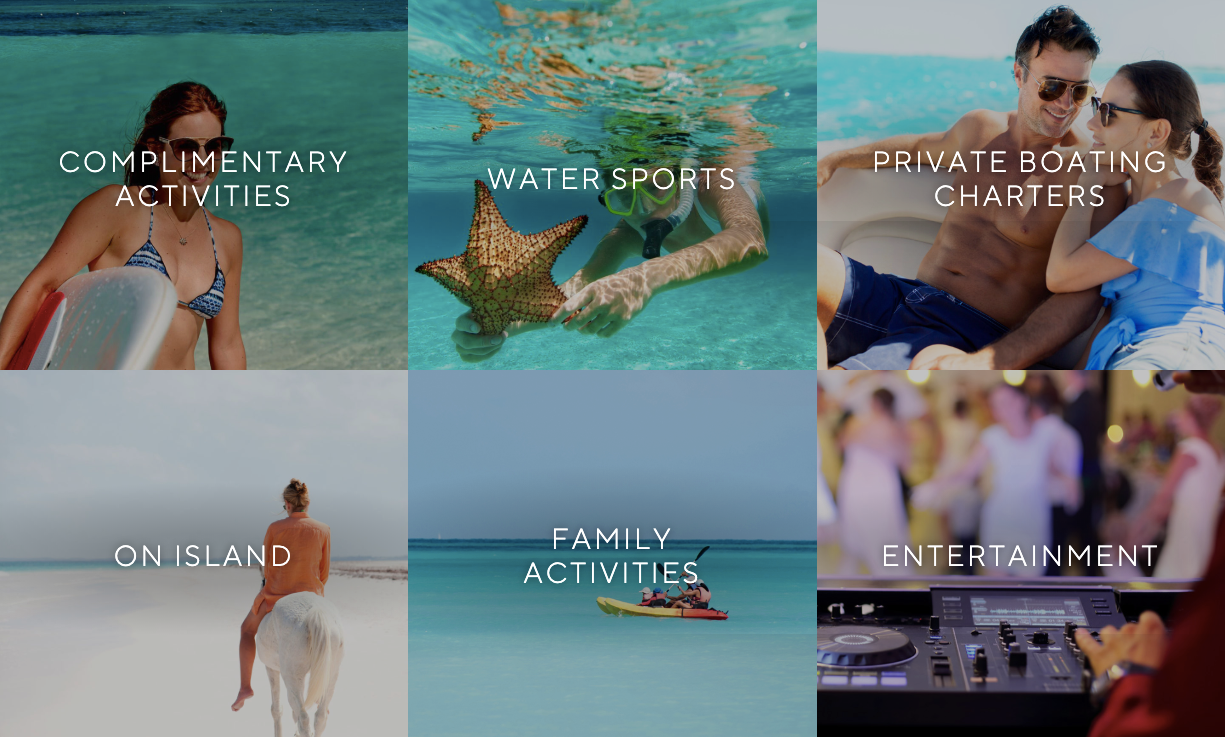 COMPLIMENTARY
ACTIVITIES
WATER SPORTS
PRIVATE BOATING
CHARTERS
ON ISLAND
FAMILY
ACTIVITIES
ENTERTAINMENT